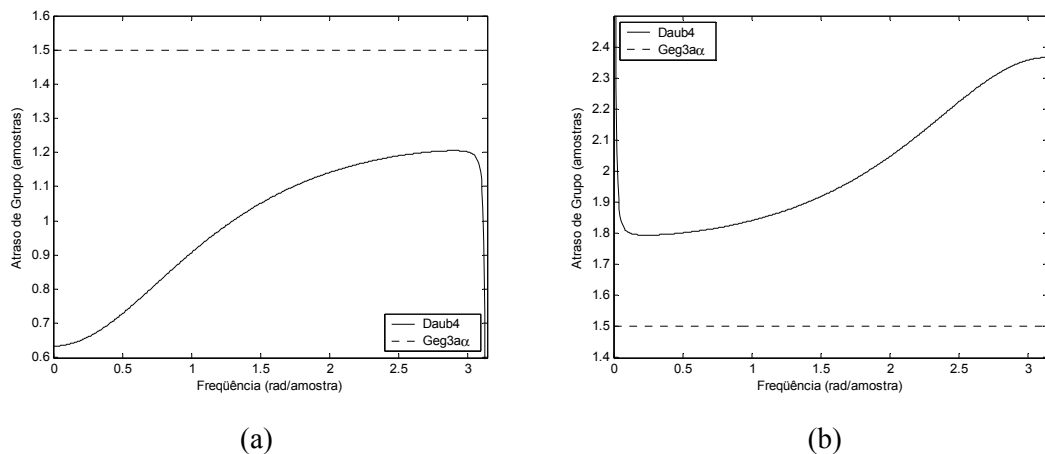 1.6
1.5
1.4
1.3
1.2
1.1
1
0.9
0.8
0.7
0.6
0 0.5 1 1.5 2 2.5 3
Atraso de Grupo (amostras)
Freqüência (rad/amostra)
Daub4
Geg3aα
(a)
2.4
2.3
2.2
2.1
2
1.9
1.8
1.7
1.6
1.5
1.4
0 0.5 1 1.5 2 2.5 3
Atraso de Grupo (amostras)
Freqüência (rad/amostra)
Daub4
Geg3aα
(b)